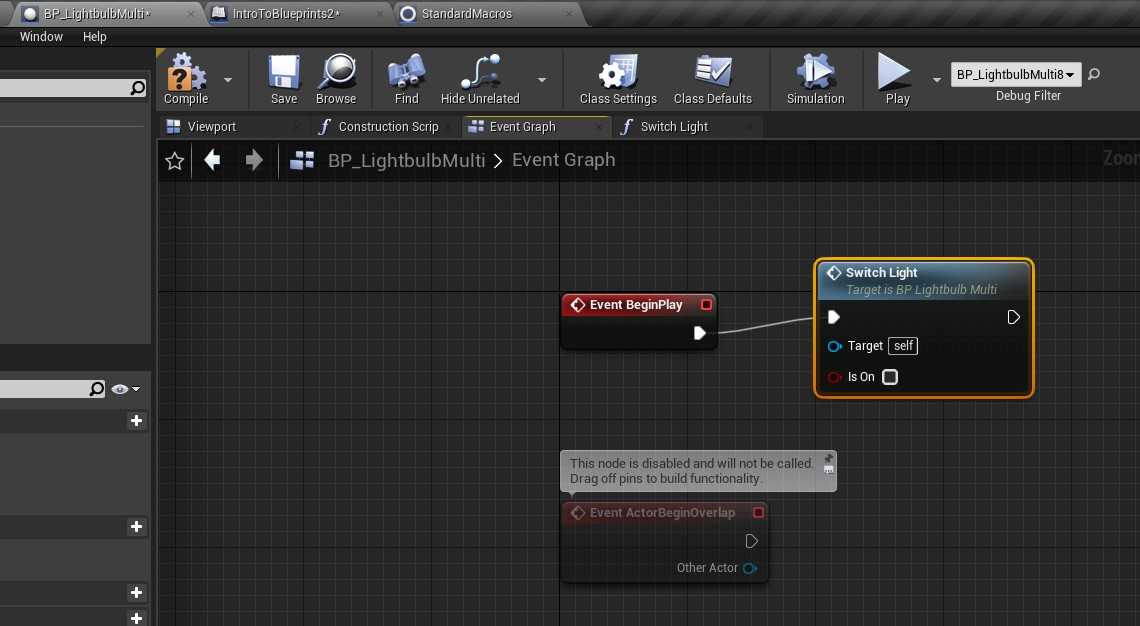 BP_LightbulbMulti*
IntroToBlueprints2*
StandardMacros
Window Help
Compile
Save
Browse
Find
Hide Unrelated
Class Settings
Class Defaults
Simulation
Play
BP_LightbulbMulti8
Debug Filter
Viewport
Construction Scrip
Event Graph
Switch Light
BP_LightbulbMulti > Event Graph
Zoo
Switch Light
Target is BP Lightbulb Multi
Event BeginPlay
Target self
Is On
This node is disabled and will not be called.
Drag off pins to build functionality.
Event ActorBeginOverlap
Other Actor